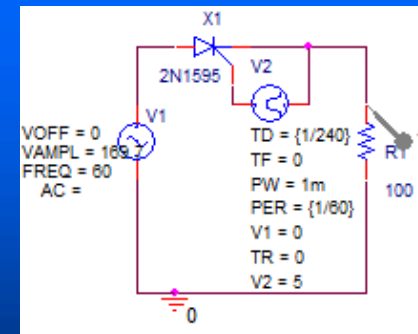 X1
2N1595
V2
V1
VOFF = 0
VAMPL = 169.7
FREQ = 60
AC =
TD = {1/240}
TF = 0
PW = 1m
PER = {1/60}
V1 = 0
TR = 0
V2 = 5
R1
100
0